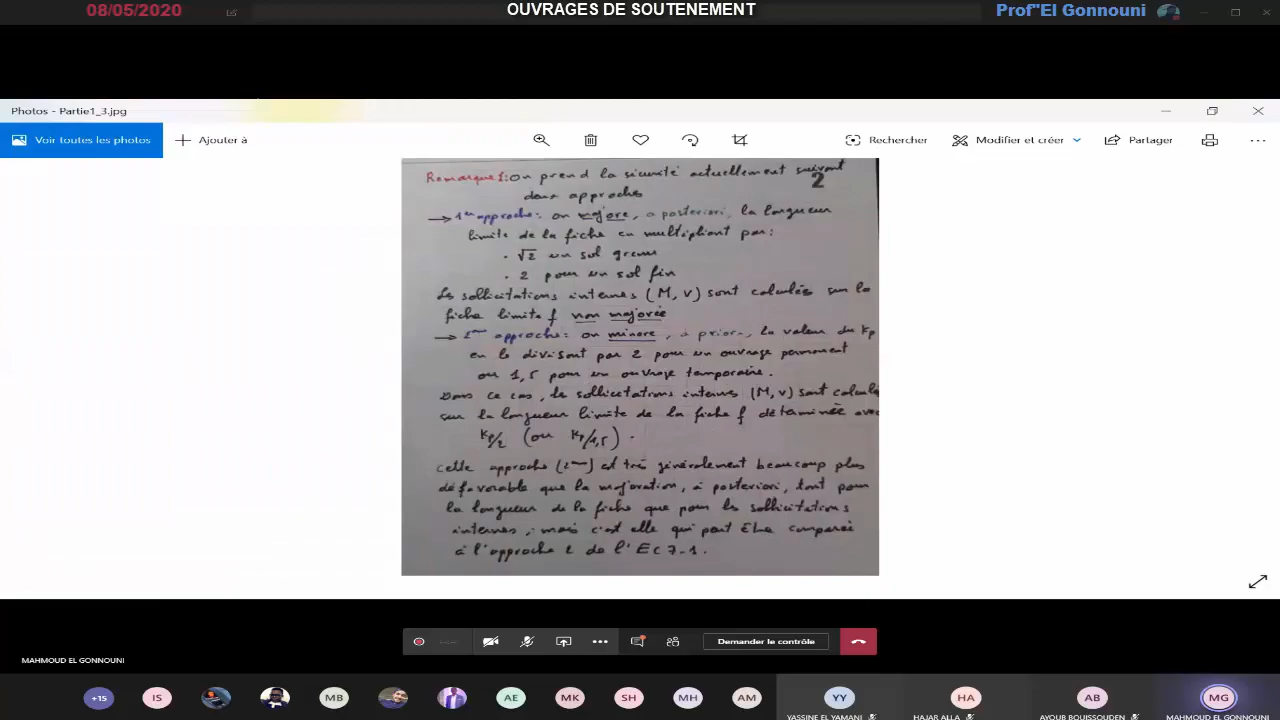 08/05/2020
OUVRAGES DE SOUTENEMENT
Prof"El Gonnouni
Photos - Partie1_3.jpg
Voir toutes les photos
Ajouter à
Rechercher
Modifier et créer
Partager
Remarque 1: on prend la sécurité actuellement suivant
2
deux approches
→ 1ère approche: on majore, a posteriori, la longueur
limite de la fiche en multipliant par:
. √2 un sol grenu
. 2 pour un sol fin
Les sollicitations internes (M, V) sont calculés sur la
fiche limite f non majorée
→ 2ème approche: on minore, à priori, la valeur du Kp
en le divisant par 2 pour un ouvrage permanent
ou 1,5 pour un ouvrage temporaire.
Dans ce cas, les sollicitations internes (M, V) sont calculé
sur la longueur limite de la fiche f déterminée avec
Kp/2 (ou Kp/1,5).
Cette approche (2ème) est très généralement beaucoup plus
défavorable que la majoration, à posteriori, tant pour
la longueur de la fiche que pour les sollicitations
internes, mais c'est elle qui peut être comparée
à l'approche 2 de l'EC7-1.
Demander le contrôle
MAHMOUD EL GONNOUNI
+15
IS
MB
AE
MK
SH
MH
AM
YY
HA
AB
MG
YASSINE EL YAMANI
HAJAR ALLA
AYOUB BOUISSOUDEN
MAHMOUD EL GONNOUNI